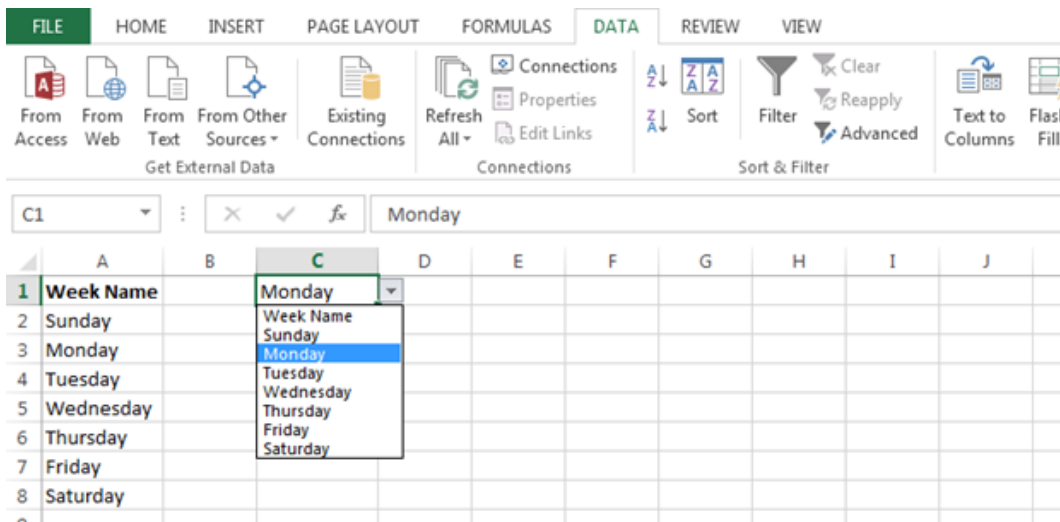 FILE HOME INSERT PAGE LAYOUT FORMULAS DATA REVIEW VIEW
From Access
From Web
From Text
From Other Sources
Existing Connections
Get External Data
Refresh All
Connections
Properties
Edit Links
Connections
Sort
Filter
Clear
Reapply
Advanced
Sort & Filter
Text to Columns
Fill
C1 fx Monday
A B C D E F G H I J
1 Week Name Monday
2 Sunday
3 Monday
4 Tuesday
5 Wednesday
6 Thursday
7 Friday
8 Saturday
Week Name
Sunday
Monday
Tuesday
Wednesday
Thursday
Friday
Saturday